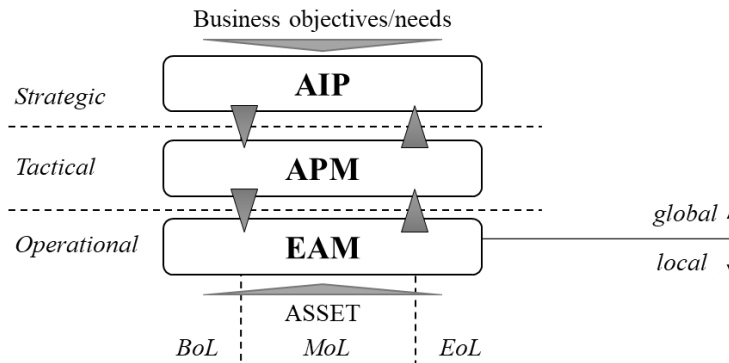 Business objectives/needs
AIP
Strategic
APM
Tactical
EAM
Operational
global
local
ASSET
BoL MoL EoL